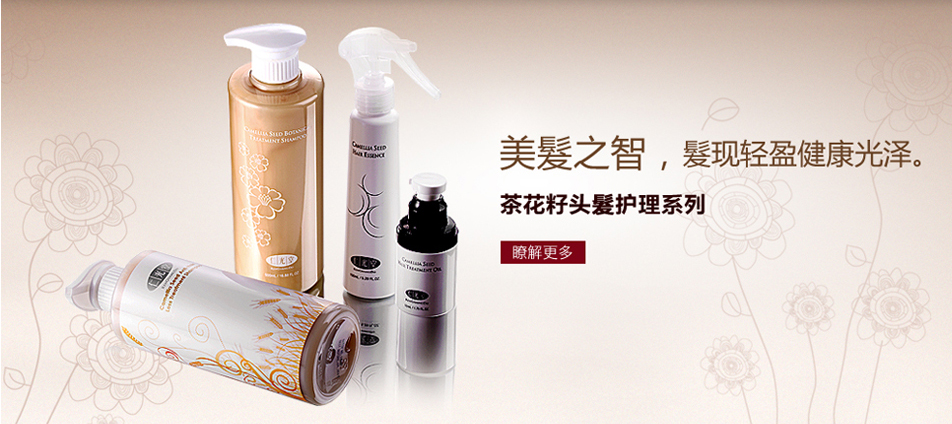 CAMELLIA SEED BOTANIC
TREATMENT SHAMPOO
CAMELLIA SEED
HAIR ESSENCE
CAMELLIA SEED
HAIR TREATMENT OIL
美髮之智，髮现轻盈健康光泽。
茶花籽头髮护理系列
瞭解更多